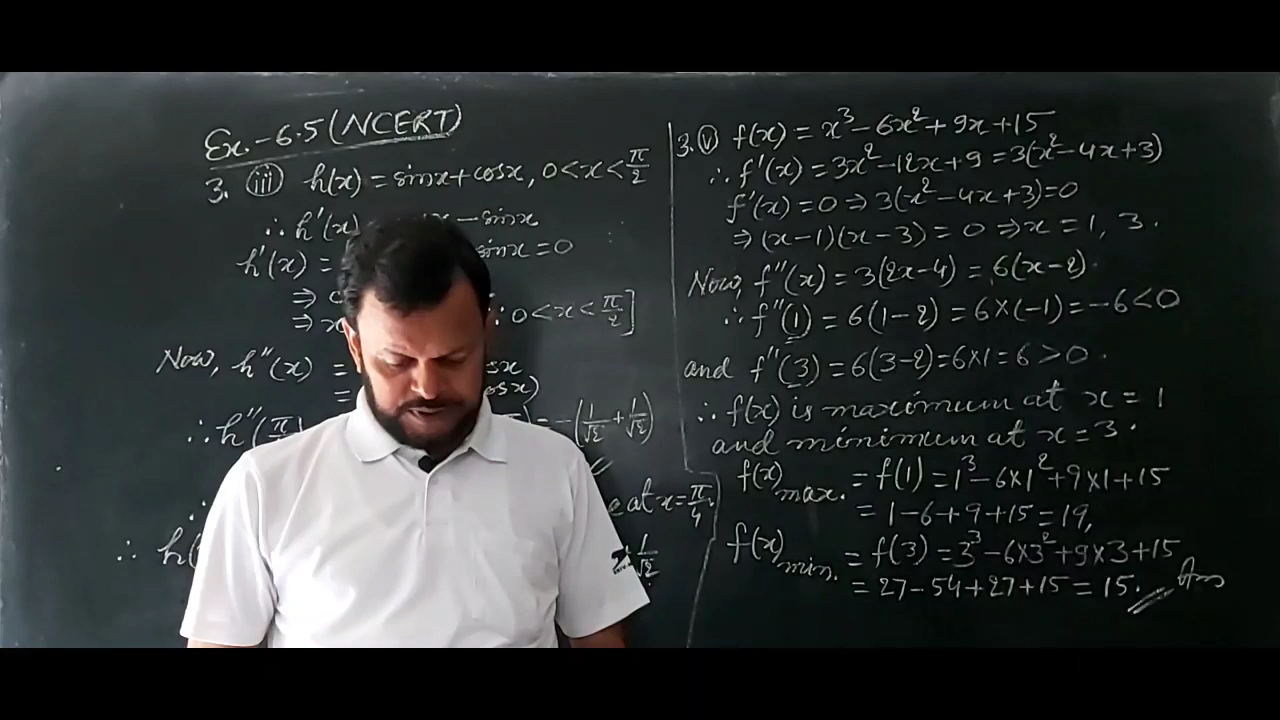 Ex.-6.5 (NCERT)
3. (iii) h(x) = sinx + cosx, 0<x<π/2
∴ h'(x) - sinx
h'(x) = sinx = 0
⇒ ∵ 0<x<π/2]
⇒
Now, h''(x) =
= cosx)
∴ h''(π = -(1/√2 + 1/√2)
∴ at x = π/4.
∴ h( 1/√2
3. (v) f(x) = x³ - 6x² + 9x + 15
∴ f'(x) = 3x² - 12x + 9 = 3(x² - 4x + 3)
f'(x) = 0 ⇒ 3(x² - 4x + 3) = 0
⇒ (x-1)(x-3) = 0 ⇒ x = 1, 3.
Now, f''(x) = 3(2x-4) = 6(x-2).
∴ f''(1) = 6(1-2) = 6×(-1) = -6 < 0
and f''(3) = 6(3-2) = 6×1 = 6 > 0.
∴ f(x) is maximum at x = 1
and minimum at x = 3.
f(x)max. = f(1) = 1³ - 6×1² + 9×1 + 15
= 1 - 6 + 9 + 15 = 19,
f(x)min. = f(3) = 3³ - 6×3² + 9×3 + 15
= 27 - 54 + 27 + 15 = 15. Ans